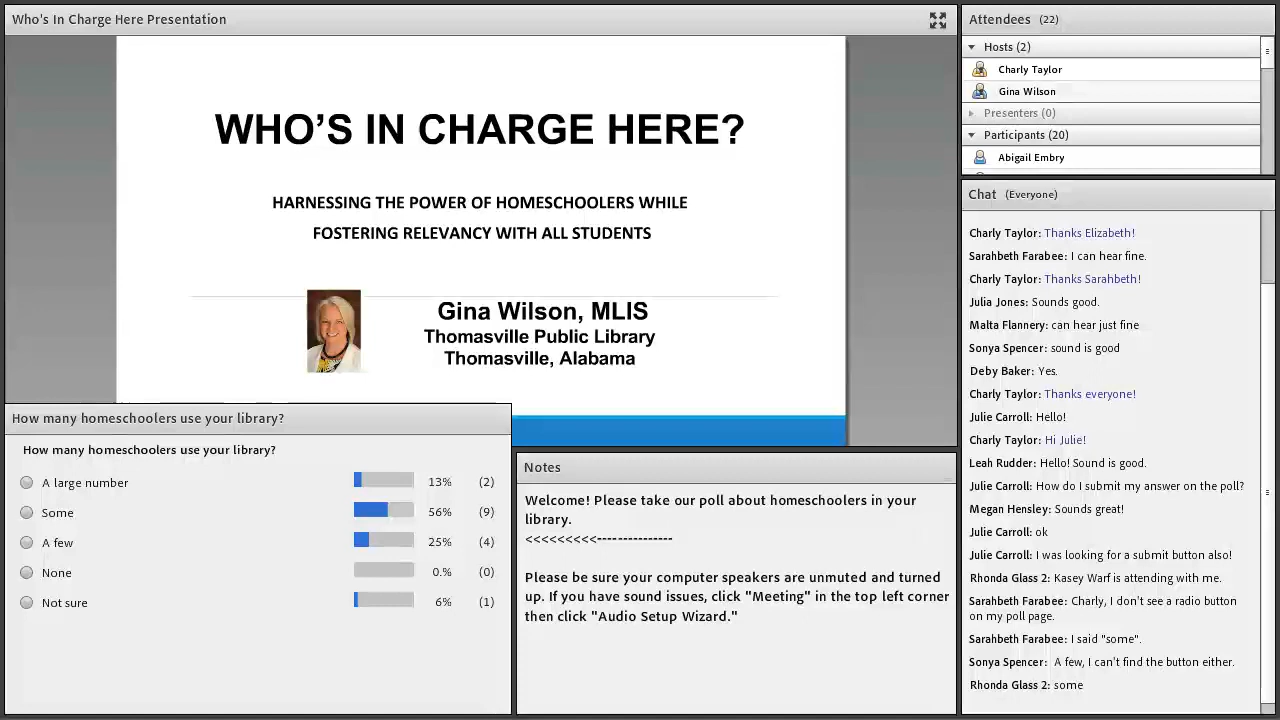 Who's In Charge Here Presentation
WHO'S IN CHARGE HERE?
HARNESSING THE POWER OF HOMESCHOOLERS WHILE
FOSTERING RELEVANCY WITH ALL STUDENTS
Gina Wilson, MLIS
Thomasville Public Library
Thomasville, Alabama
How many homeschoolers use your library?
How many homeschoolers use your library?
A large number 13% (2)
Some 56% (9)
A few 25% (4)
None 0.% (0)
Not sure 6% (1)
Notes
Welcome! Please take our poll about homeschoolers in your
library.
<<<<<<<<<---------------
Please be sure your computer speakers are unmuted and turned
up. If you have sound issues, click "Meeting" in the top left corner
then click "Audio Setup Wizard."
Attendees (22)
Hosts (2)
Charly Taylor
Gina Wilson
Presenters (0)
Participants (20)
Abigail Embry
Chat (Everyone)
Charly Taylor: Thanks Elizabeth!
Sarahbeth Farabee: I can hear fine.
Charly Taylor: Thanks Sarahbeth!
Julia Jones: Sounds good.
Malta Flannery: can hear just fine
Sonya Spencer: sound is good
Deby Baker: Yes.
Charly Taylor: Thanks everyone!
Julie Carroll: Hello!
Charly Taylor: Hi Julie!
Leah Rudder: Hello! Sound is good.
Julie Carroll: How do I submit my answer on the poll?
Megan Hensley: Sounds great!
Julie Carroll: ok
Julie Carroll: I was looking for a submit button also!
Rhonda Glass 2: Kasey Warf is attending with me.
Sarahbeth Farabee: Charly, I don't see a radio button
on my poll page.
Sarahbeth Farabee: I said "some".
Sonya Spencer: A few, I can't find the button either.
Rhonda Glass 2: some